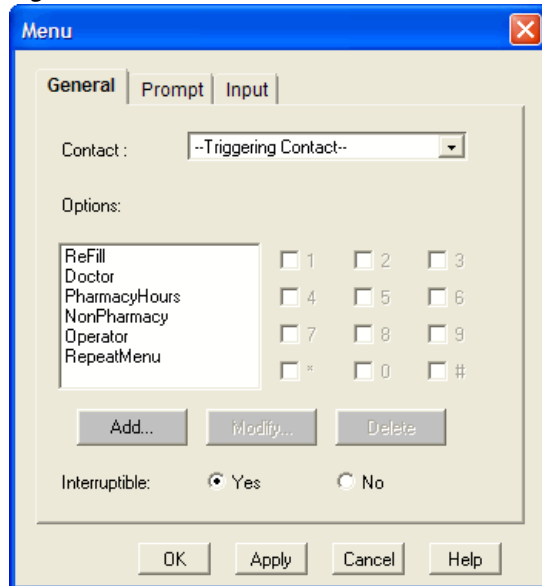 Menu
General Prompt Input
Contact : --Triggering Contact--
Options:
ReFill
Doctor
PharmacyHours
NonPharmacy
Operator
RepeatMenu
1 2 3
4 5 6
7 8 9
* 0 #
Add... Modify... Delete
Interruptible: Yes No
OK Apply Cancel Help